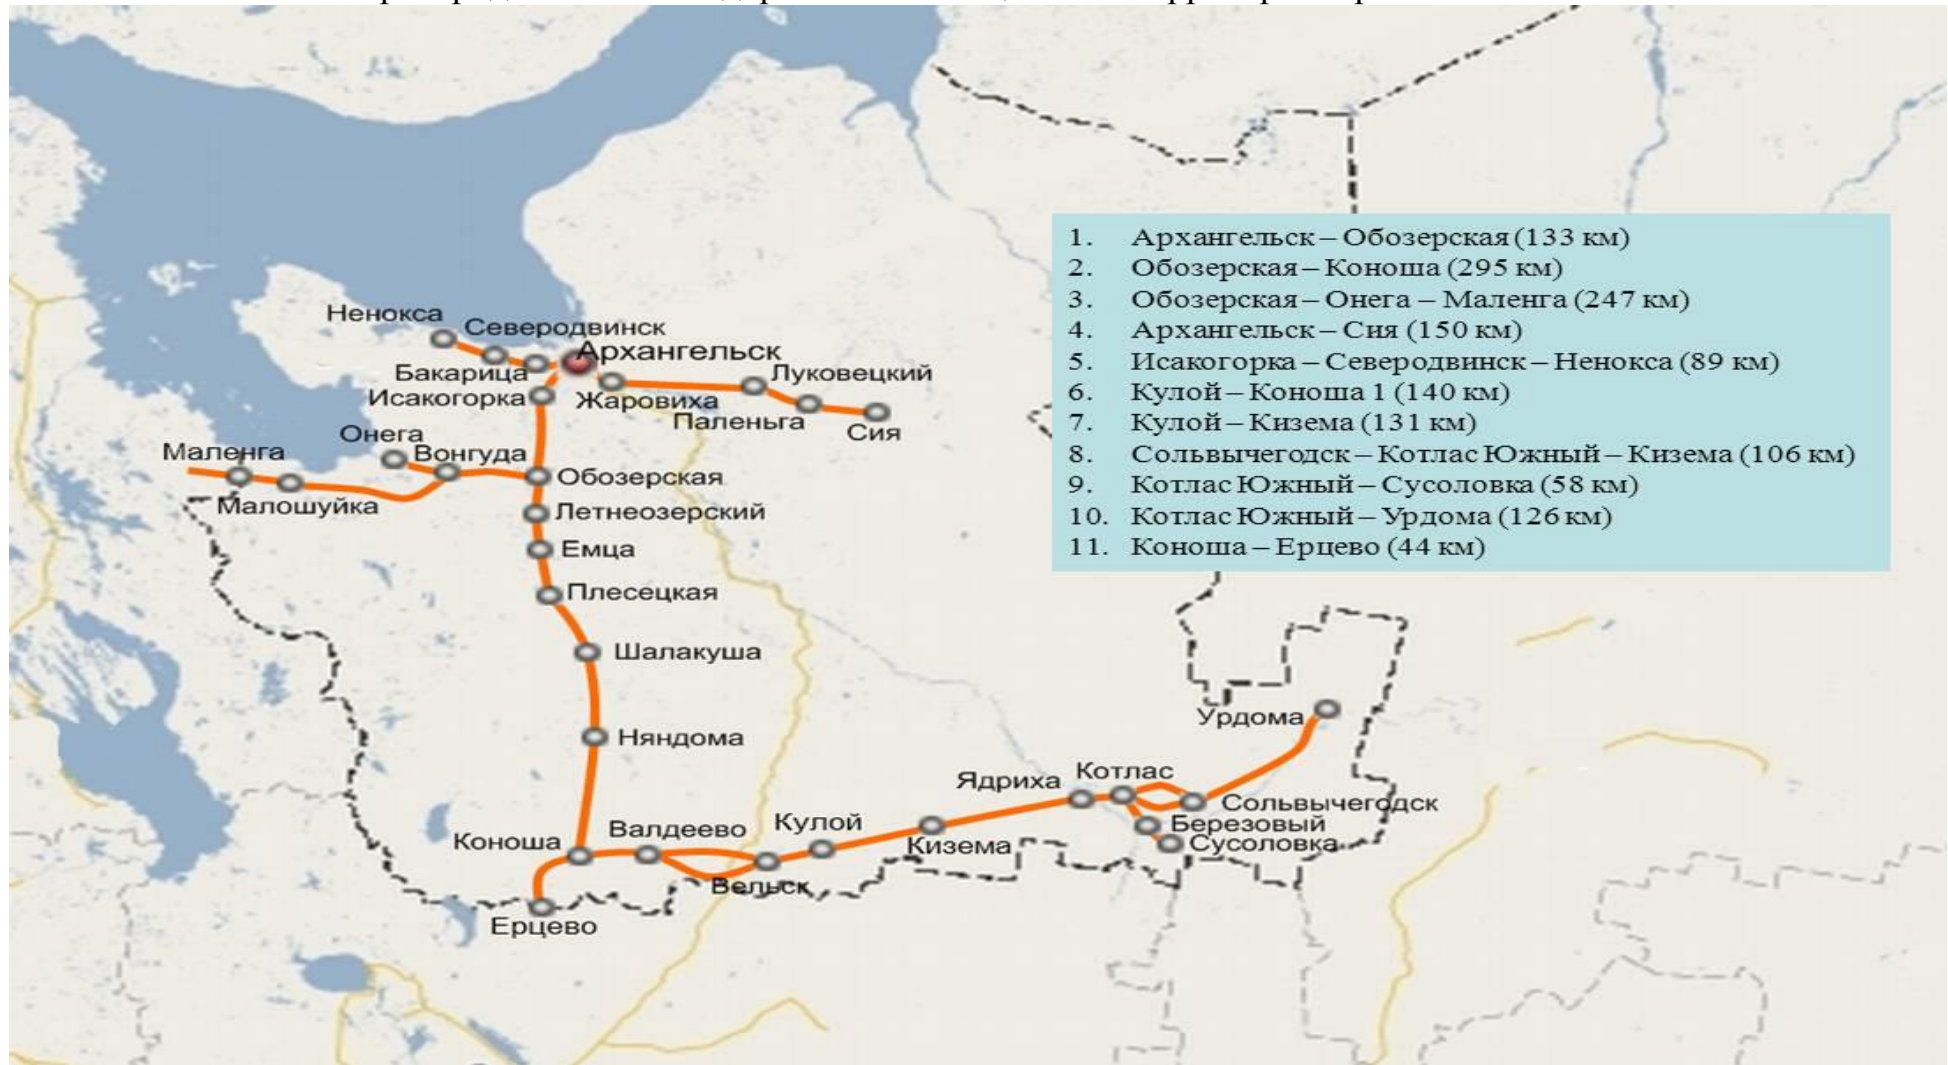 1. Архангельск – Обозерская (133 км)
2. Обозерская – Коноша (295 км)
3. Обозерская – Онега – Маленга (247 км)
4. Архангельск – Сия (150 км)
5. Исакогорка – Северодвинск – Ненокса (89 км)
6. Кулой – Коноша 1 (140 км)
7. Кулой – Кизема (131 км)
8. Сольвычегодск – Котлас Южный – Кизема (106 км)
9. Котлас Южный – Сусоловка (58 км)
10. Котлас Южный – Урдома (126 км)
11. Коноша – Ерцево (44 км)
Ненокса
Северодвинск
Архангельск
Бакарица
Луковецкий
Исакогорка
Жаровиха
Паленьга
Сия
Онега
Маленга
Вонгуда
Обозерская
Малошуйка
Летнеозерский
Емца
Плесецкая
Шалакуша
Няндома
Урдома
Ядриха
Котлас
Сольвычегодск
Березовый
Сусоловка
Коноша
Валдеево
Кулой
Кизема
Вельск
Ерцево